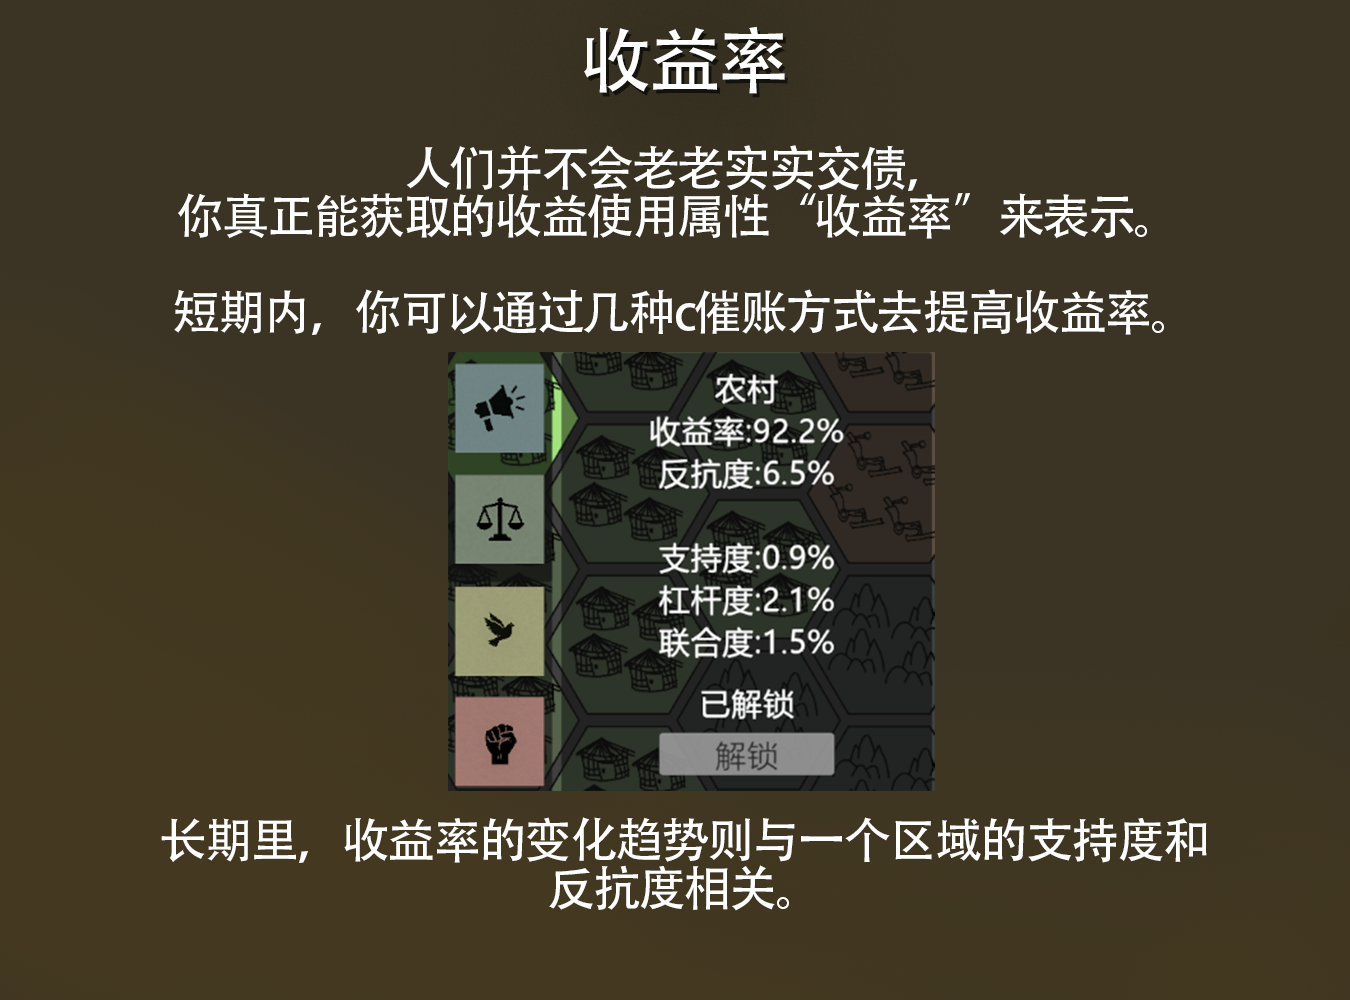 收益率
人们并不会老老实实交债,
你真正能获取的收益使用属性“收益率”来表示。
短期内，你可以通过几种c催账方式去提高收益率。
农村
收益率:92.2%
反抗度:6.5%
支持度:0.9%
杠杆度:2.1%
联合度:1.5%
已解锁
解锁
长期里，收益率的变化趋势则与一个区域的支持度和
反抗度相关。